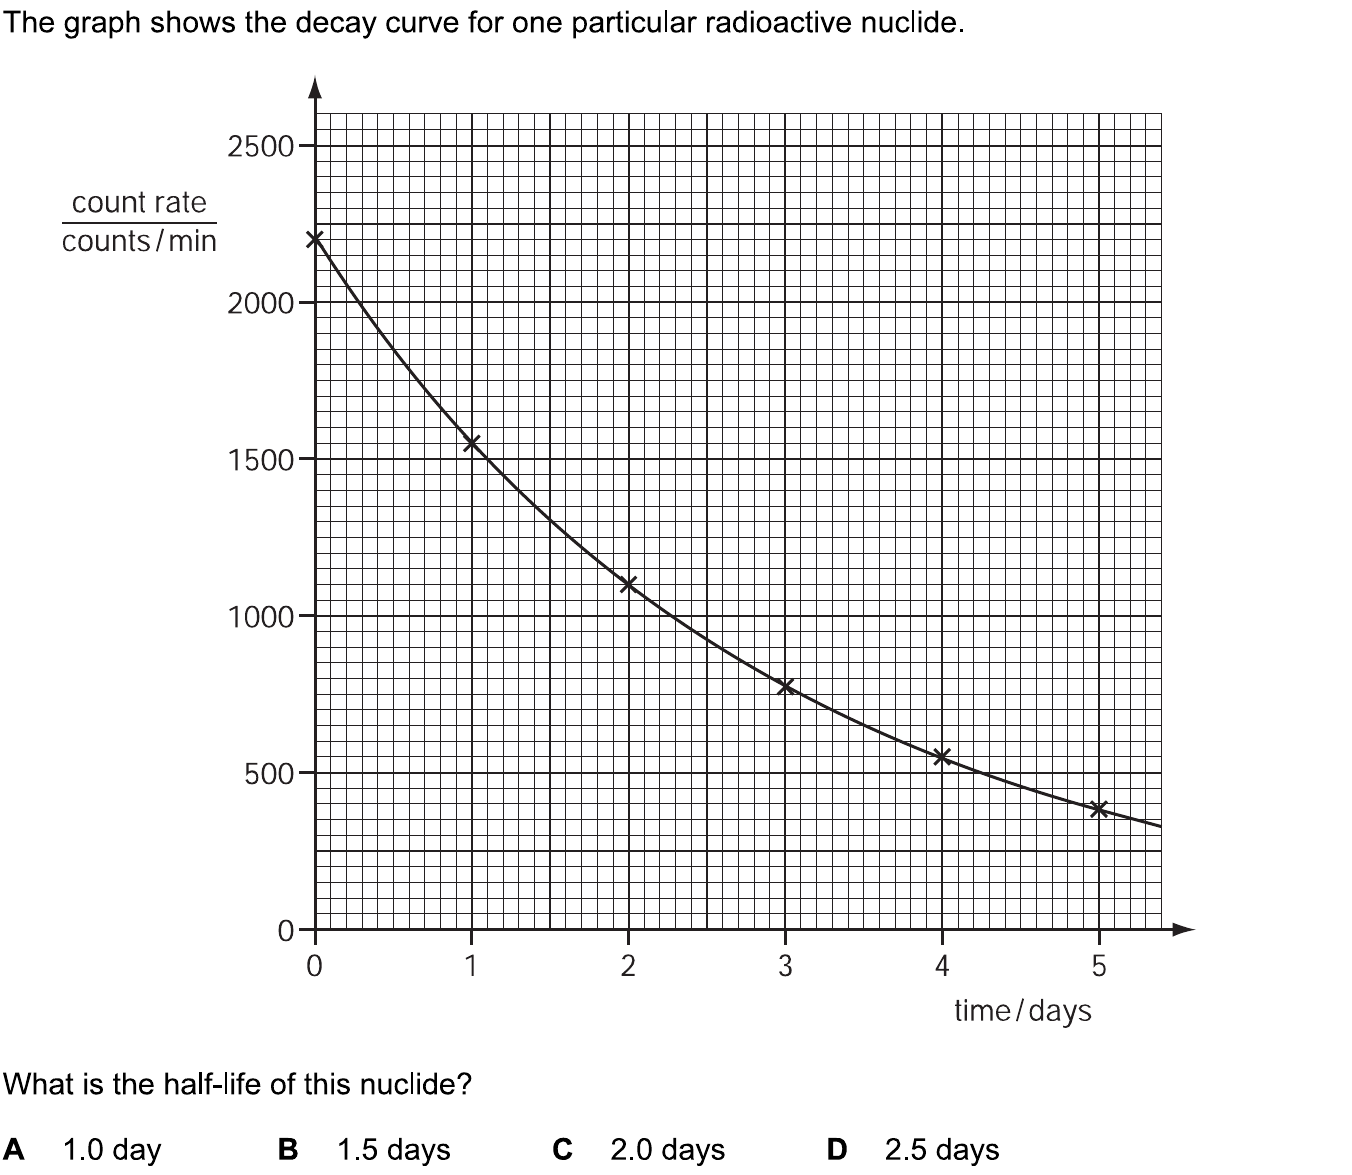 The graph shows the decay curve for one particular radioactive nuclide.
2500
count rate
counts/min
2000
1500
1000
500
0
0 1 2 3 4 5
time/days
What is the half-life of this nuclide?
A 1.0 day B 1.5 days C 2.0 days D 2.5 days